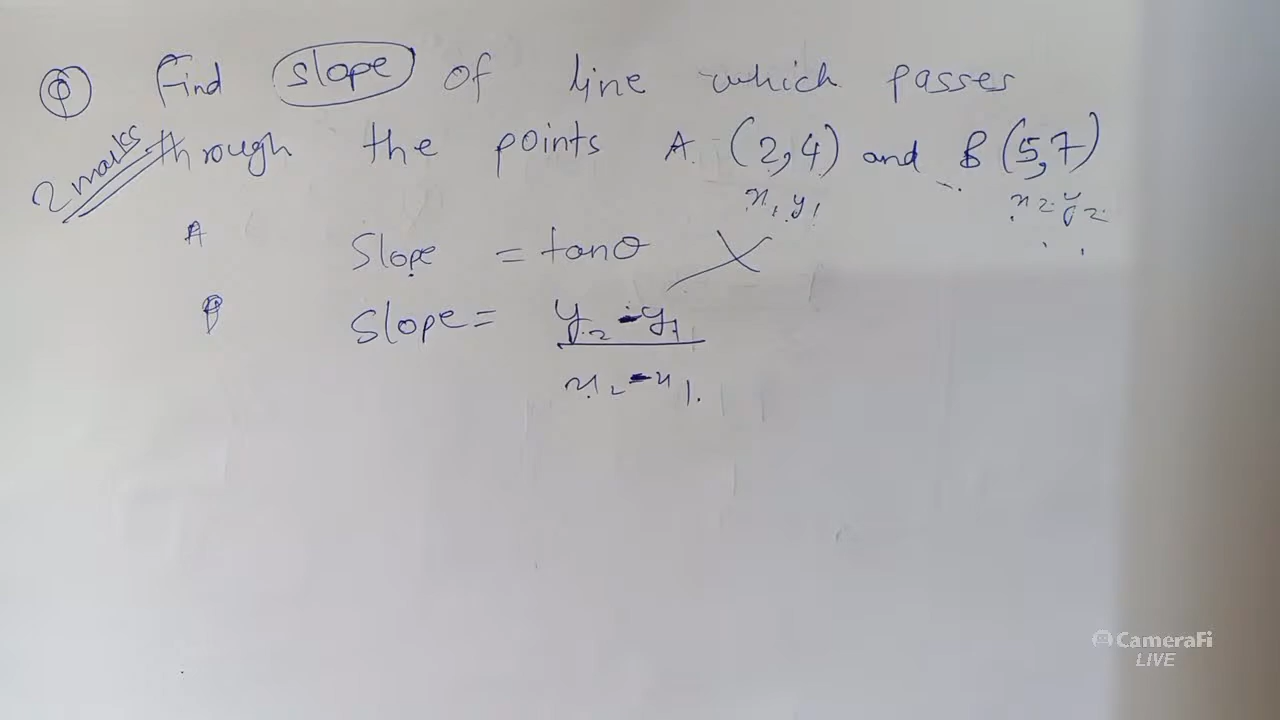 Q Find slope of line which passes
2 marks through the points A (2,4) and B (5,7)
x₁ y₁ x₂ y₂
A Slope = tanθ
Slope = y₂ - y₁
x₂ - x₁
CameraFi
LIVE